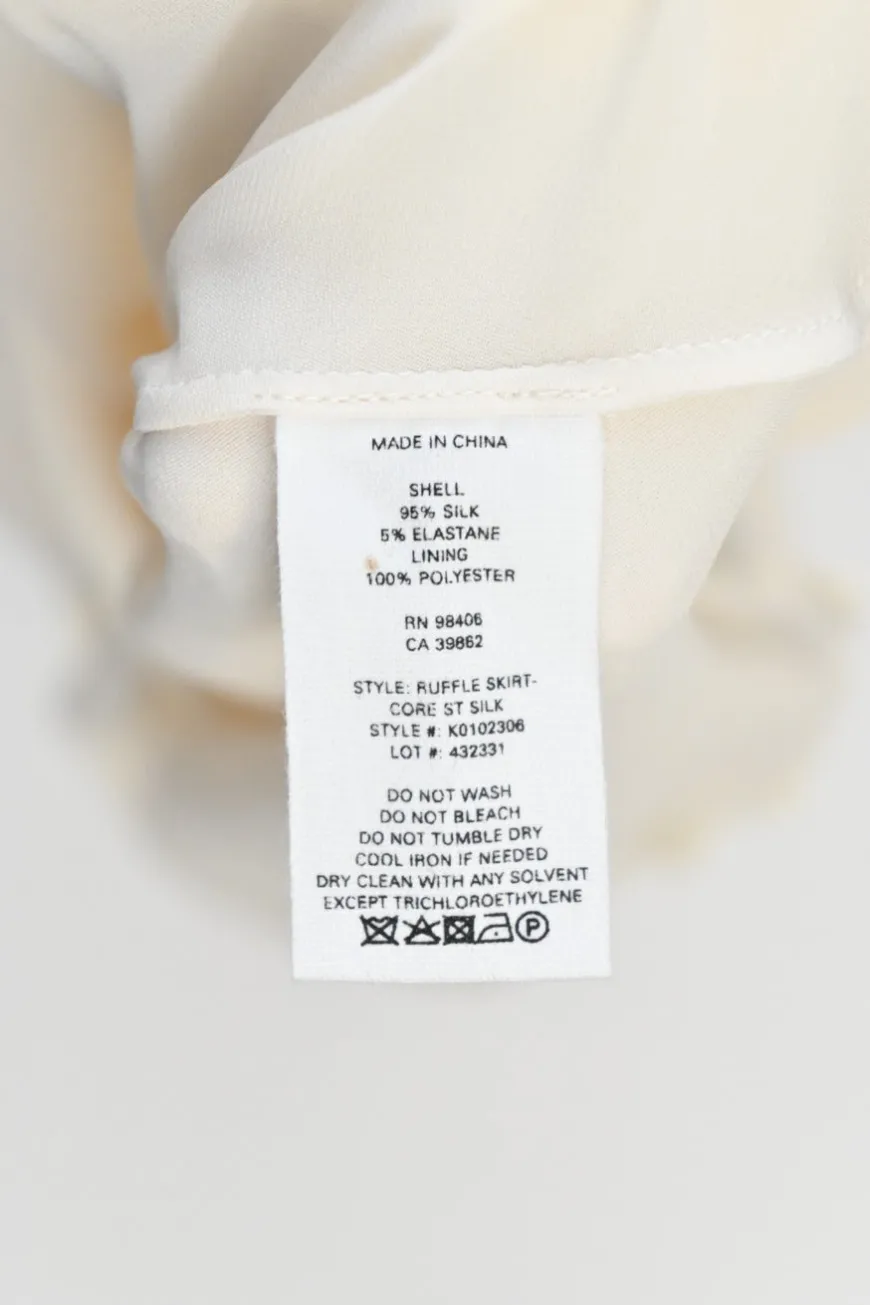 MADE IN CHINA
SHELL
95% SILK
5% ELASTANE
LINING
100% POLYESTER
RN 98406
CA 39862
STYLE: RUFFLE SKIRT-
CORE ST SILK
STYLE #: K0102306
LOT #: 432331
DO NOT WASH
DO NOT BLEACH
DO NOT TUMBLE DRY
COOL IRON IF NEEDED
DRY CLEAN WITH ANY SOLVENT
EXCEPT TRICHLOROETHYLENE
P